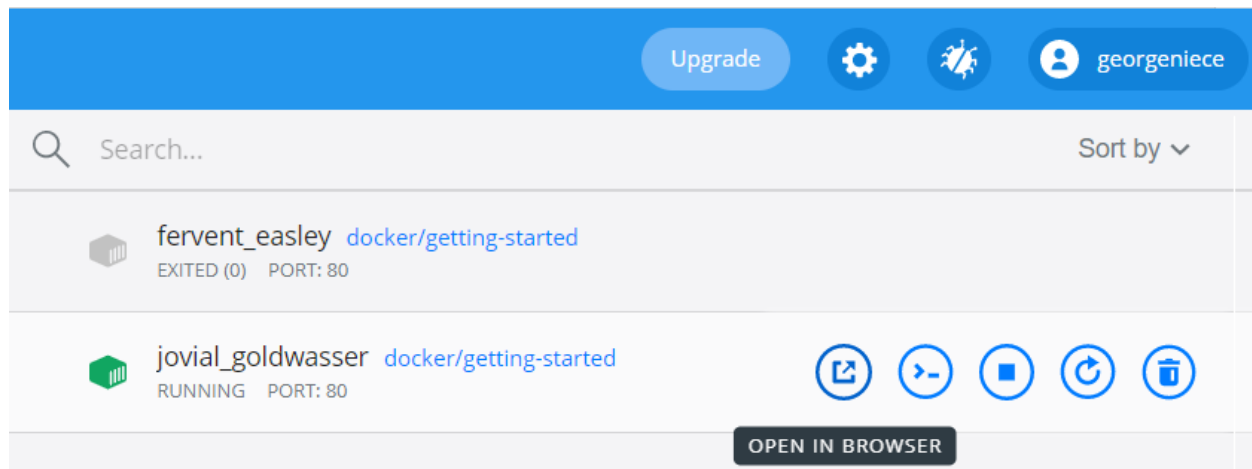 Upgrade georgeniece
Search... Sort by
fervent_easley docker/getting-started
EXITED (0) PORT: 80
jovial_goldwasser docker/getting-started
RUNNING PORT: 80
OPEN IN BROWSER